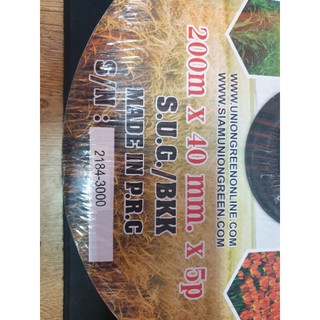 WWW.UNIONGREENONLINE.COM
WWW.SIAMUNIONGREEN.COM
200m x 40 mm. x 5p
S.U.G./BKK
MADE IN P.R.C
S/N :
2184-3000